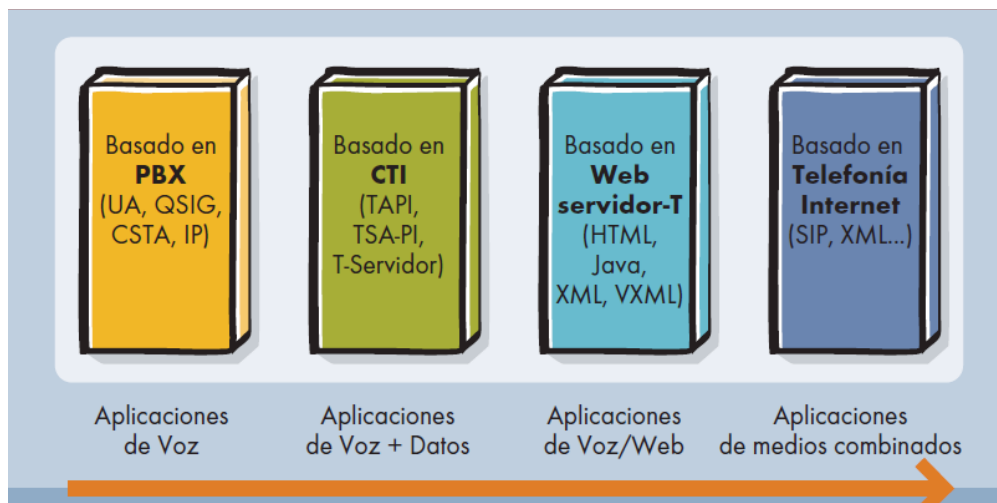 Basado en
PBX
(UA, QSIG,
CSTA, IP)
Basado en
CTI
(TAPI,
TSA-PI,
T-Servidor)
Basado en
Web
servidor-T
(HTML,
Java,
XML, VXML)
Basado en
Telefonía
Internet
(SIP, XML...)
Aplicaciones
de Voz
Aplicaciones
de Voz + Datos
Aplicaciones
de Voz/Web
Aplicaciones
de medios combinados